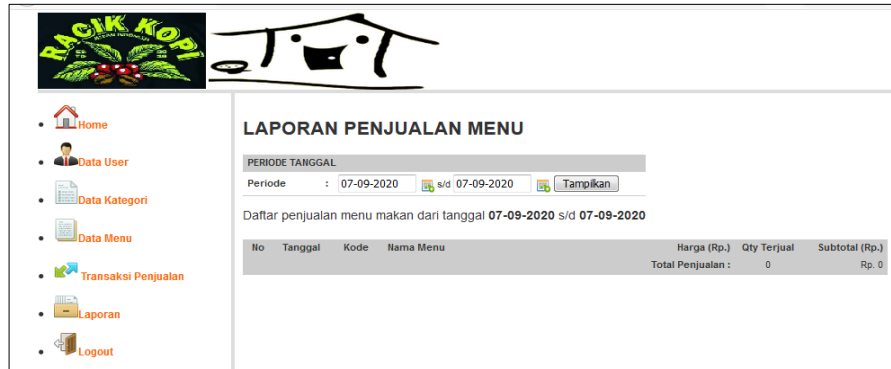 RACIK KOPI
Home
Data User
Data Kategori
Data Menu
Transaksi Penjualan
Laporan
Logout
LAPORAN PENJUALAN MENU
PERIODE TANGGAL
Periode : 07-09-2020 s/d 07-09-2020 Tampilkan
Daftar penjualan menu makan dari tanggal 07-09-2020 s/d 07-09-2020
No Tanggal Kode Nama Menu Harga (Rp.) Qty Terjual Subtotal (Rp.)
Total Penjualan : 0 Rp. 0